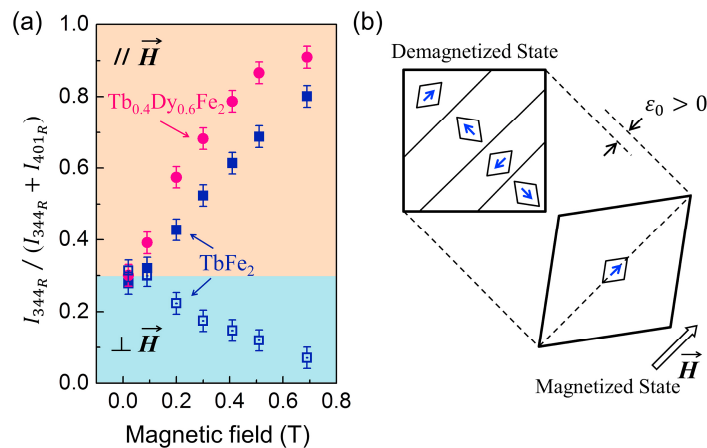 (a)
I₃₄₄R / (I₃₄₄R + I₄₀₁R)
1.0
0.8
0.6
0.4
0.2
0.0
// H⃗
Tb₀.₄Dy₀.₆Fe₂
TbFe₂
⊥ H⃗
0.0 0.2 0.4 0.6 0.8
Magnetic field (T)
(b)
Demagnetized State
ε₀ > 0
H⃗
Magnetized State